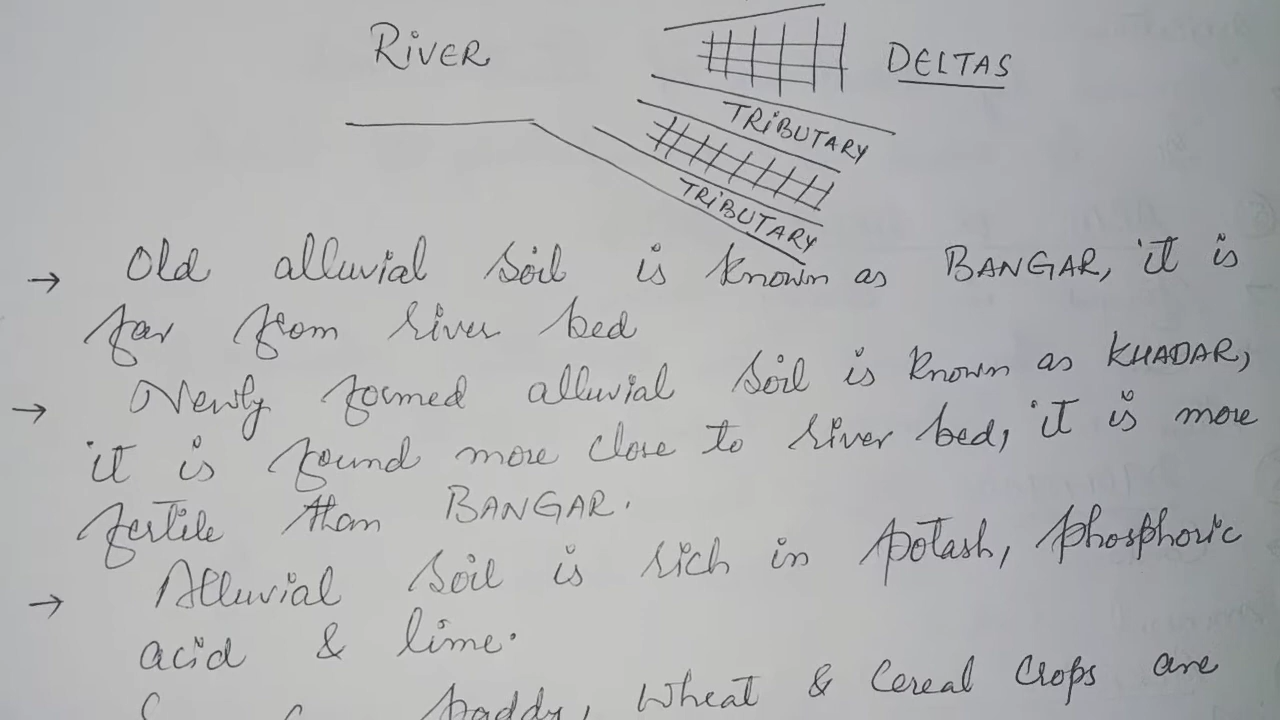 RIVER
DELTAS
TRIBUTARY
TRIBUTARY
→ Old alluvial soil is known as BANGAR, it is
far from river bed
→ Newly formed alluvial soil is known as KHADAR,
it is found more close to river bed, it is more
fertile than BANGAR.
→ Alluvial soil is rich in potash, phosphoric
acid & lime.
paddy, wheat & cereal crops are